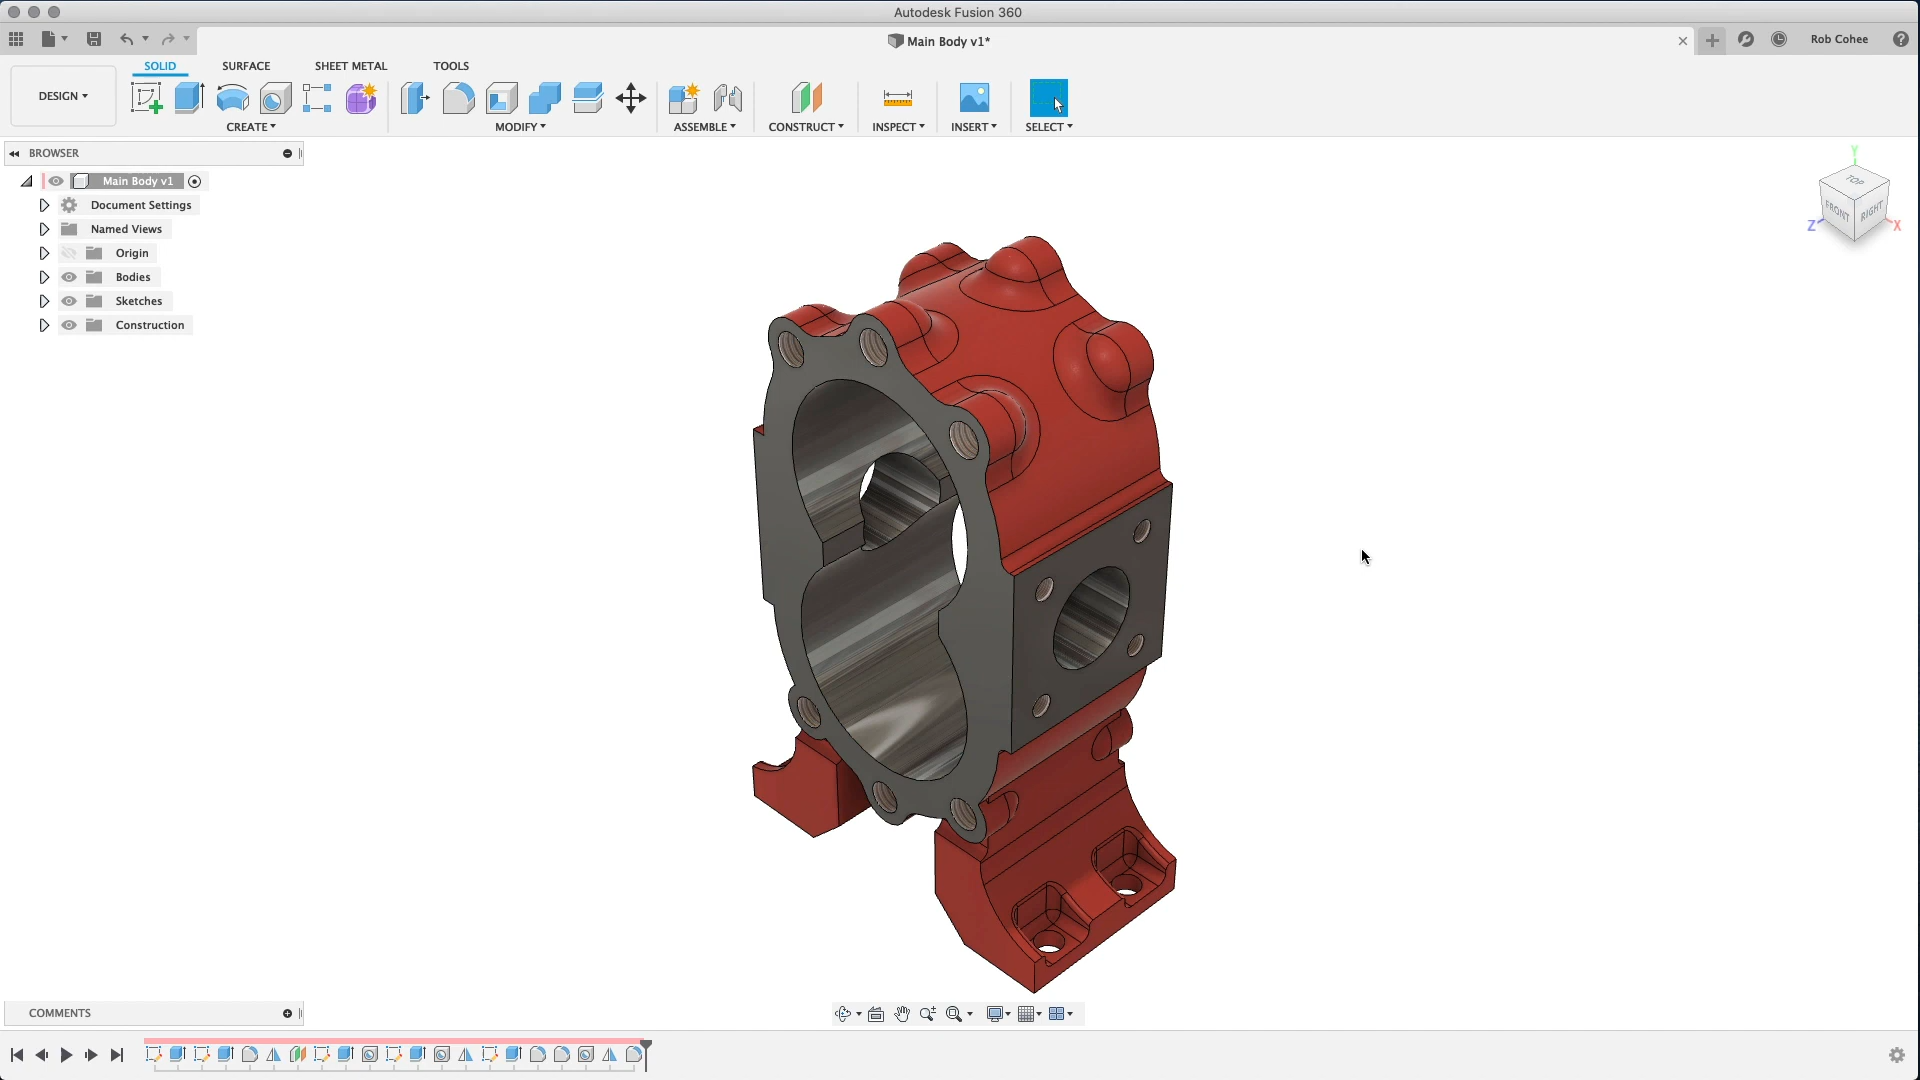 Autodesk Fusion 360
Main Body v1*
Rob Cohee
SOLID
SURFACE
SHEET METAL
TOOLS
DESIGN
CREATE
MODIFY
ASSEMBLE
CONSTRUCT
INSPECT
INSERT
SELECT
BROWSER
Main Body v1
Document Settings
Named Views
Origin
Bodies
Sketches
Construction
Y
TOP
FRONT
RIGHT
Z
X
COMMENTS